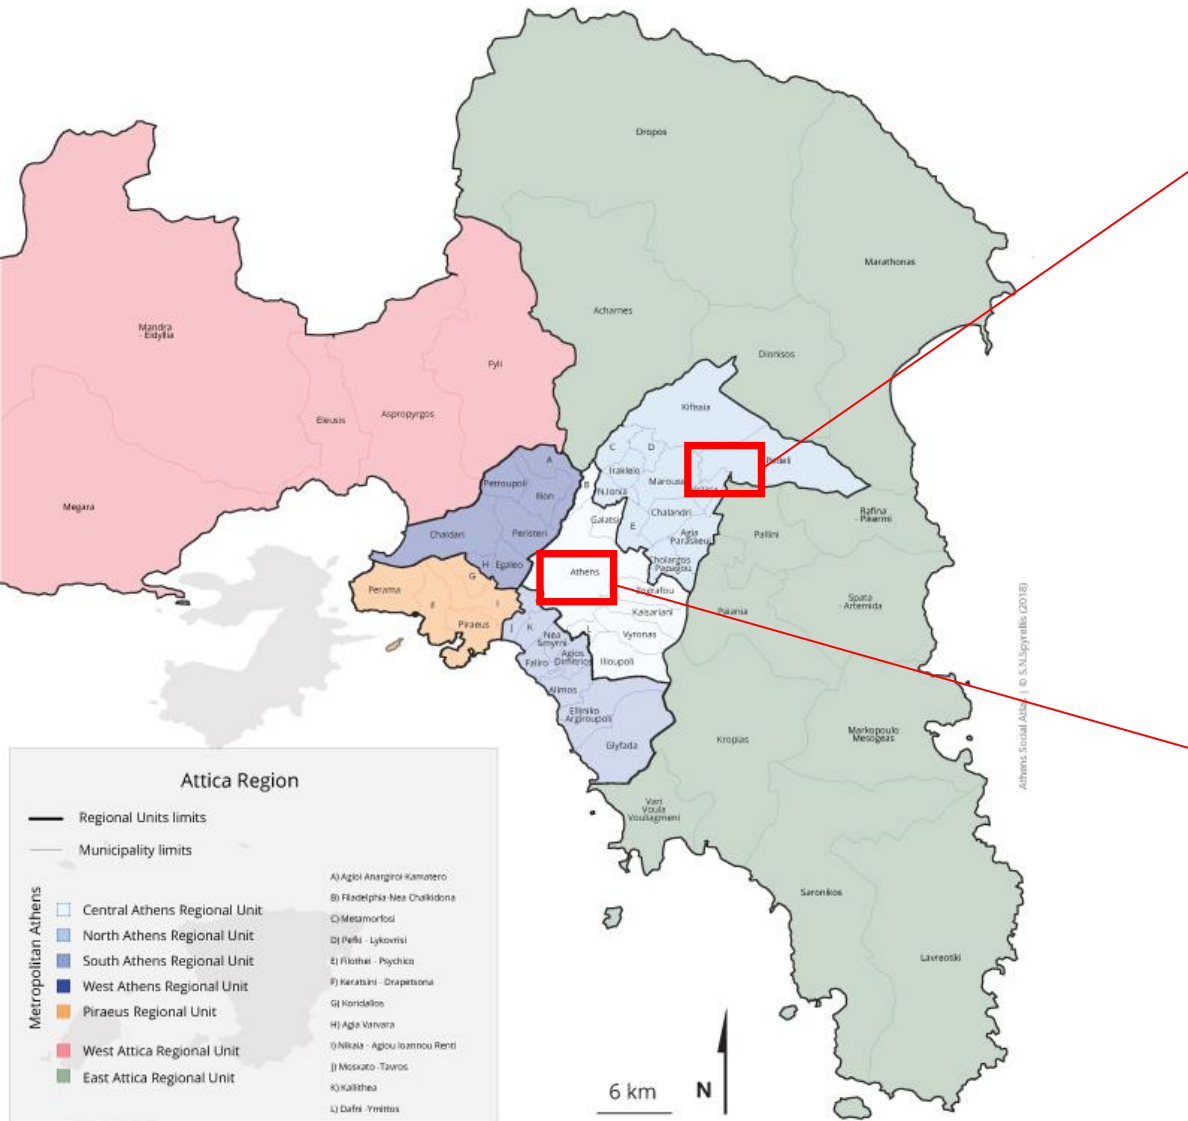 Oropos
Marathonas
Acharnes
Mandra
- Eidyllia
Dionisos
Fyli
Kifissia
Eleusis
Aspropyrgos
C
D
A
Irakleio
Penteli
Petroupoli
Marousi
B
N.Ionia
Ilion
Megara
Chalandri
Rafina
- Pikermi
Galatsi
E
Chaidari
Peristeri
Agia
Paraskevi
Pallini
H
Egaleo
Cholargos
Papagou
Athens
G
Perama
Zografou
Spata
- Artemida
F
I
Kaisariani
Paiania
Piraeus
J
K
L
Nea
Smyrni
Vyronas
Agios
Dimitrios
Faliro
Ilioupoli
Alimos
Elliniko
- Argiroupoli
Glyfada
Kropias
Markopoulo
Mesogeas
Vari
Voula
Vouliagmeni
Saronikos
Lavreotiki
Athens Social Atlas | © S.N.Spyrellis (2018)
Attica Region
Regional Units limits
Municipality limits
Metropolitan Athens
Central Athens Regional Unit
North Athens Regional Unit
South Athens Regional Unit
West Athens Regional Unit
Piraeus Regional Unit
West Attica Regional Unit
East Attica Regional Unit
A) Agioi Anargiroi-Kamatero
B) Filadelphia-Nea Chalkidona
C) Metamorfosi
D) Pefki - Lykovrisi
E) Filothei - Psychico
F) Keratsini - Drapetsona
G) Koridallos
H) Agia Varvara
I) Nikaia - Agiou Ioannou Renti
J) Moskato -Tavros
K) Kallithea
L) Dafni -Ymittos
6 km
N